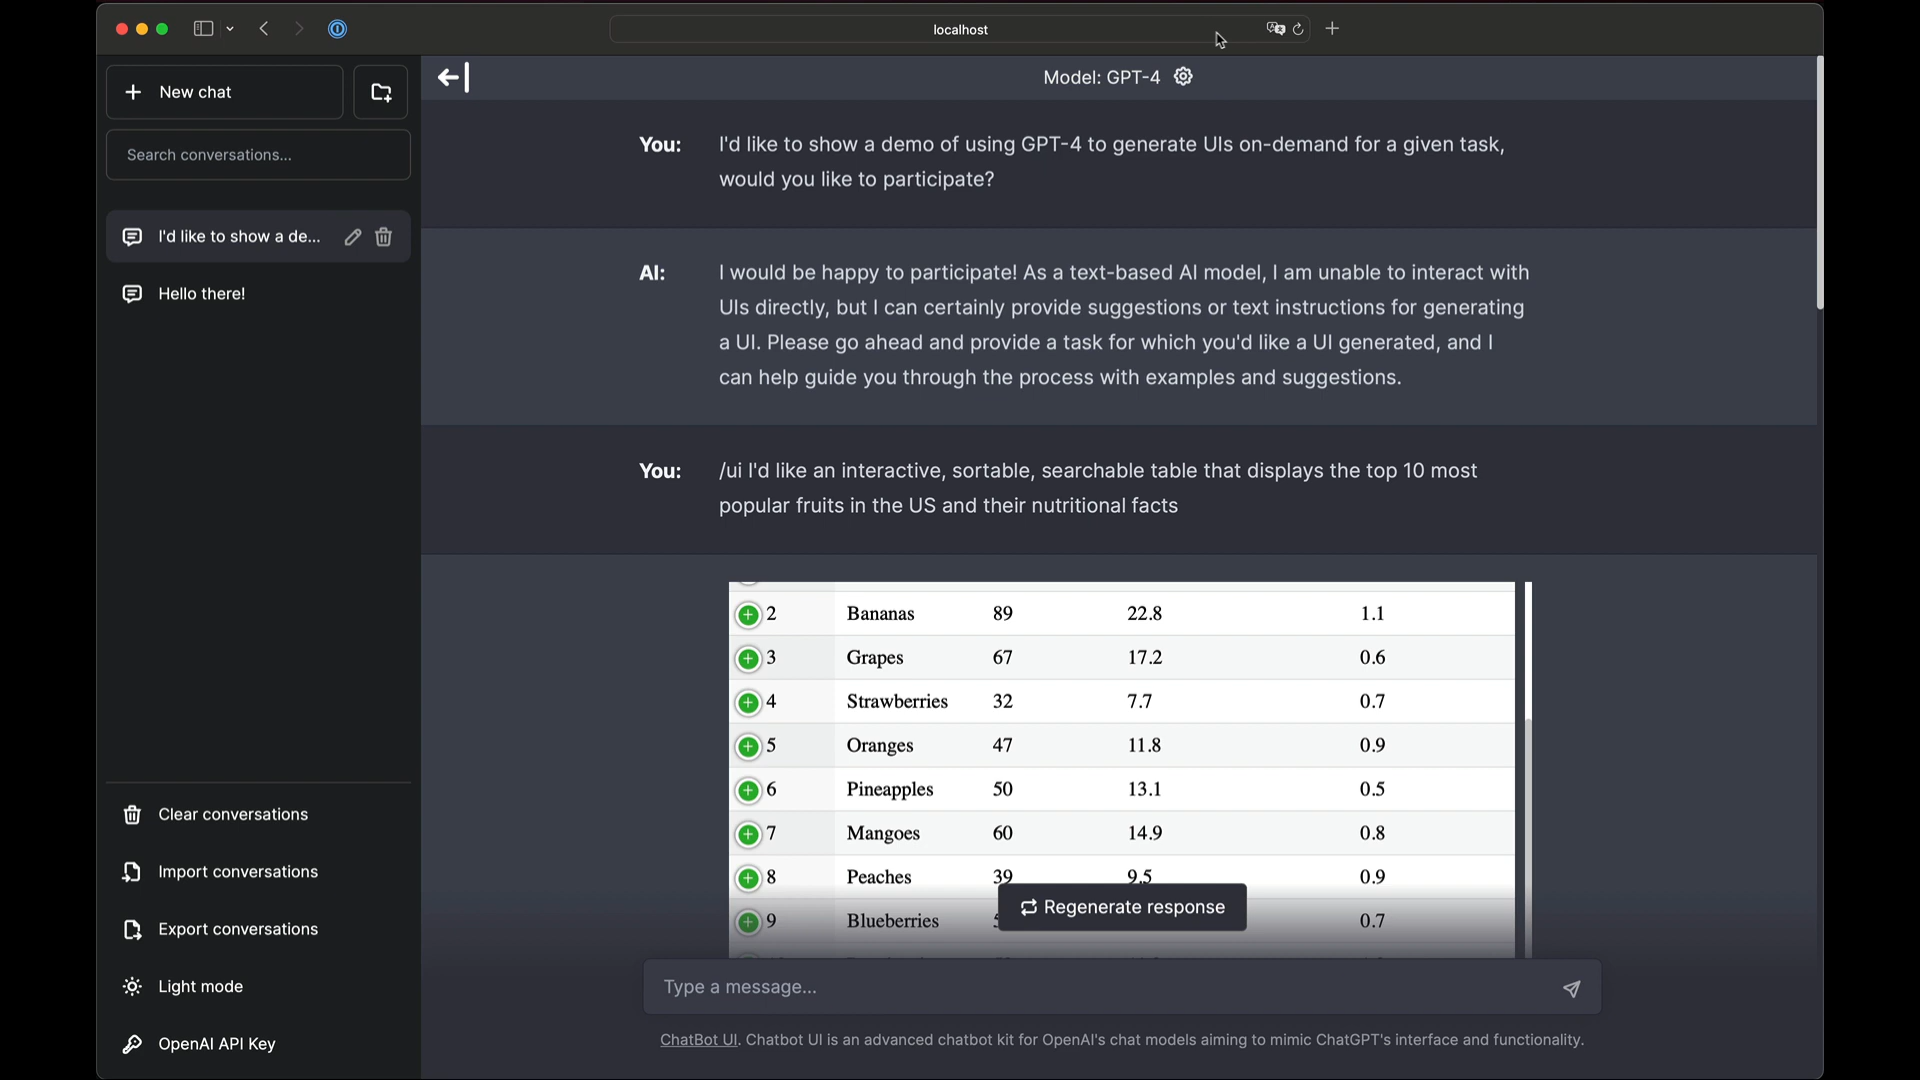 localhost
New chat
Search conversations...
I'd like to show a de...
Hello there!
Clear conversations
Import conversations
Export conversations
Light mode
OpenAI API Key
Model: GPT-4
You: I'd like to show a demo of using GPT-4 to generate UIs on-demand for a given task,
would you like to participate?
AI: I would be happy to participate! As a text-based AI model, I am unable to interact with
UIs directly, but I can certainly provide suggestions or text instructions for generating
a UI. Please go ahead and provide a task for which you'd like a UI generated, and I
can help guide you through the process with examples and suggestions.
You: /ui I'd like an interactive, sortable, searchable table that displays the top 10 most
popular fruits in the US and their nutritional facts
2 Bananas 89 22.8 1.1
3 Grapes 67 17.2 0.6
4 Strawberries 32 7.7 0.7
5 Oranges 47 11.8 0.9
6 Pineapples 50 13.1 0.5
7 Mangoes 60 14.9 0.8
8 Peaches 39 9.5 0.9
9 Blueberries 0.7
Regenerate response
Type a message...
ChatBot UI. Chatbot UI is an advanced chatbot kit for OpenAI's chat models aiming to mimic ChatGPT's interface and functionality.